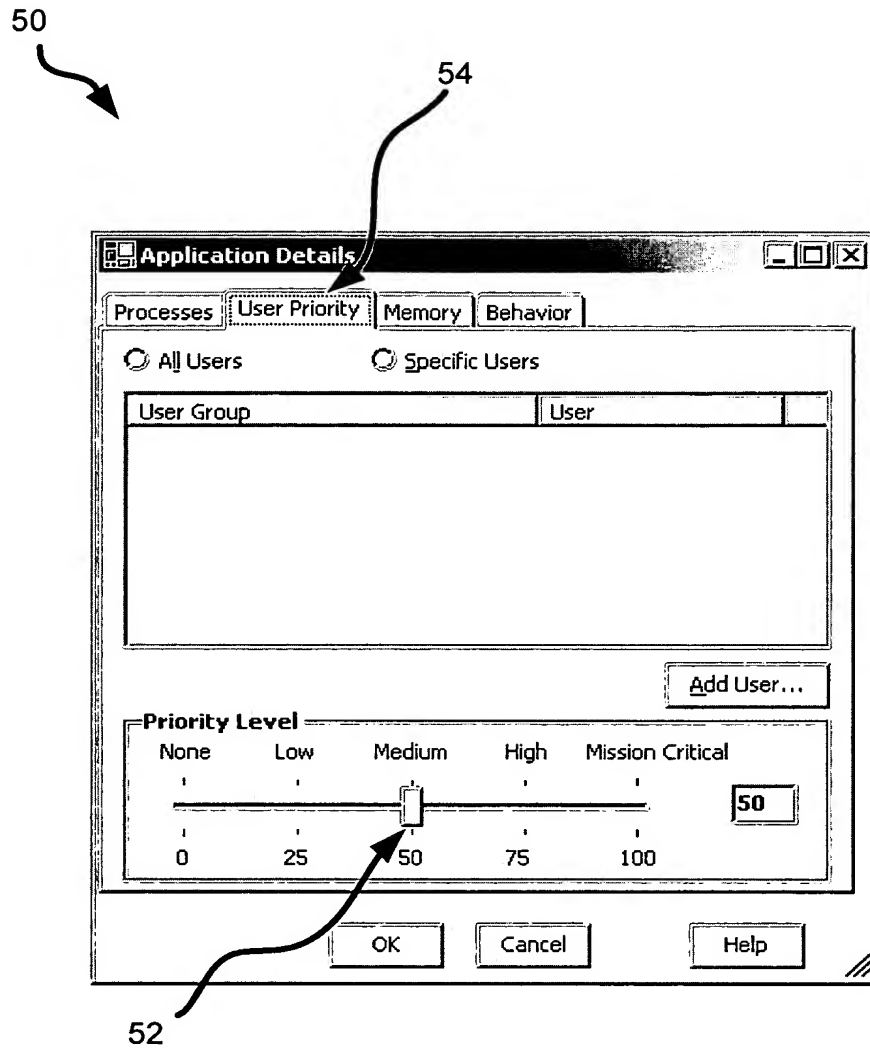 50
54
Application Details
Processes User Priority Memory Behavior
All Users Specific Users
User Group User
Add User...
Priority Level
None Low Medium High Mission Critical
50
0 25 50 75 100
OK Cancel Help
52